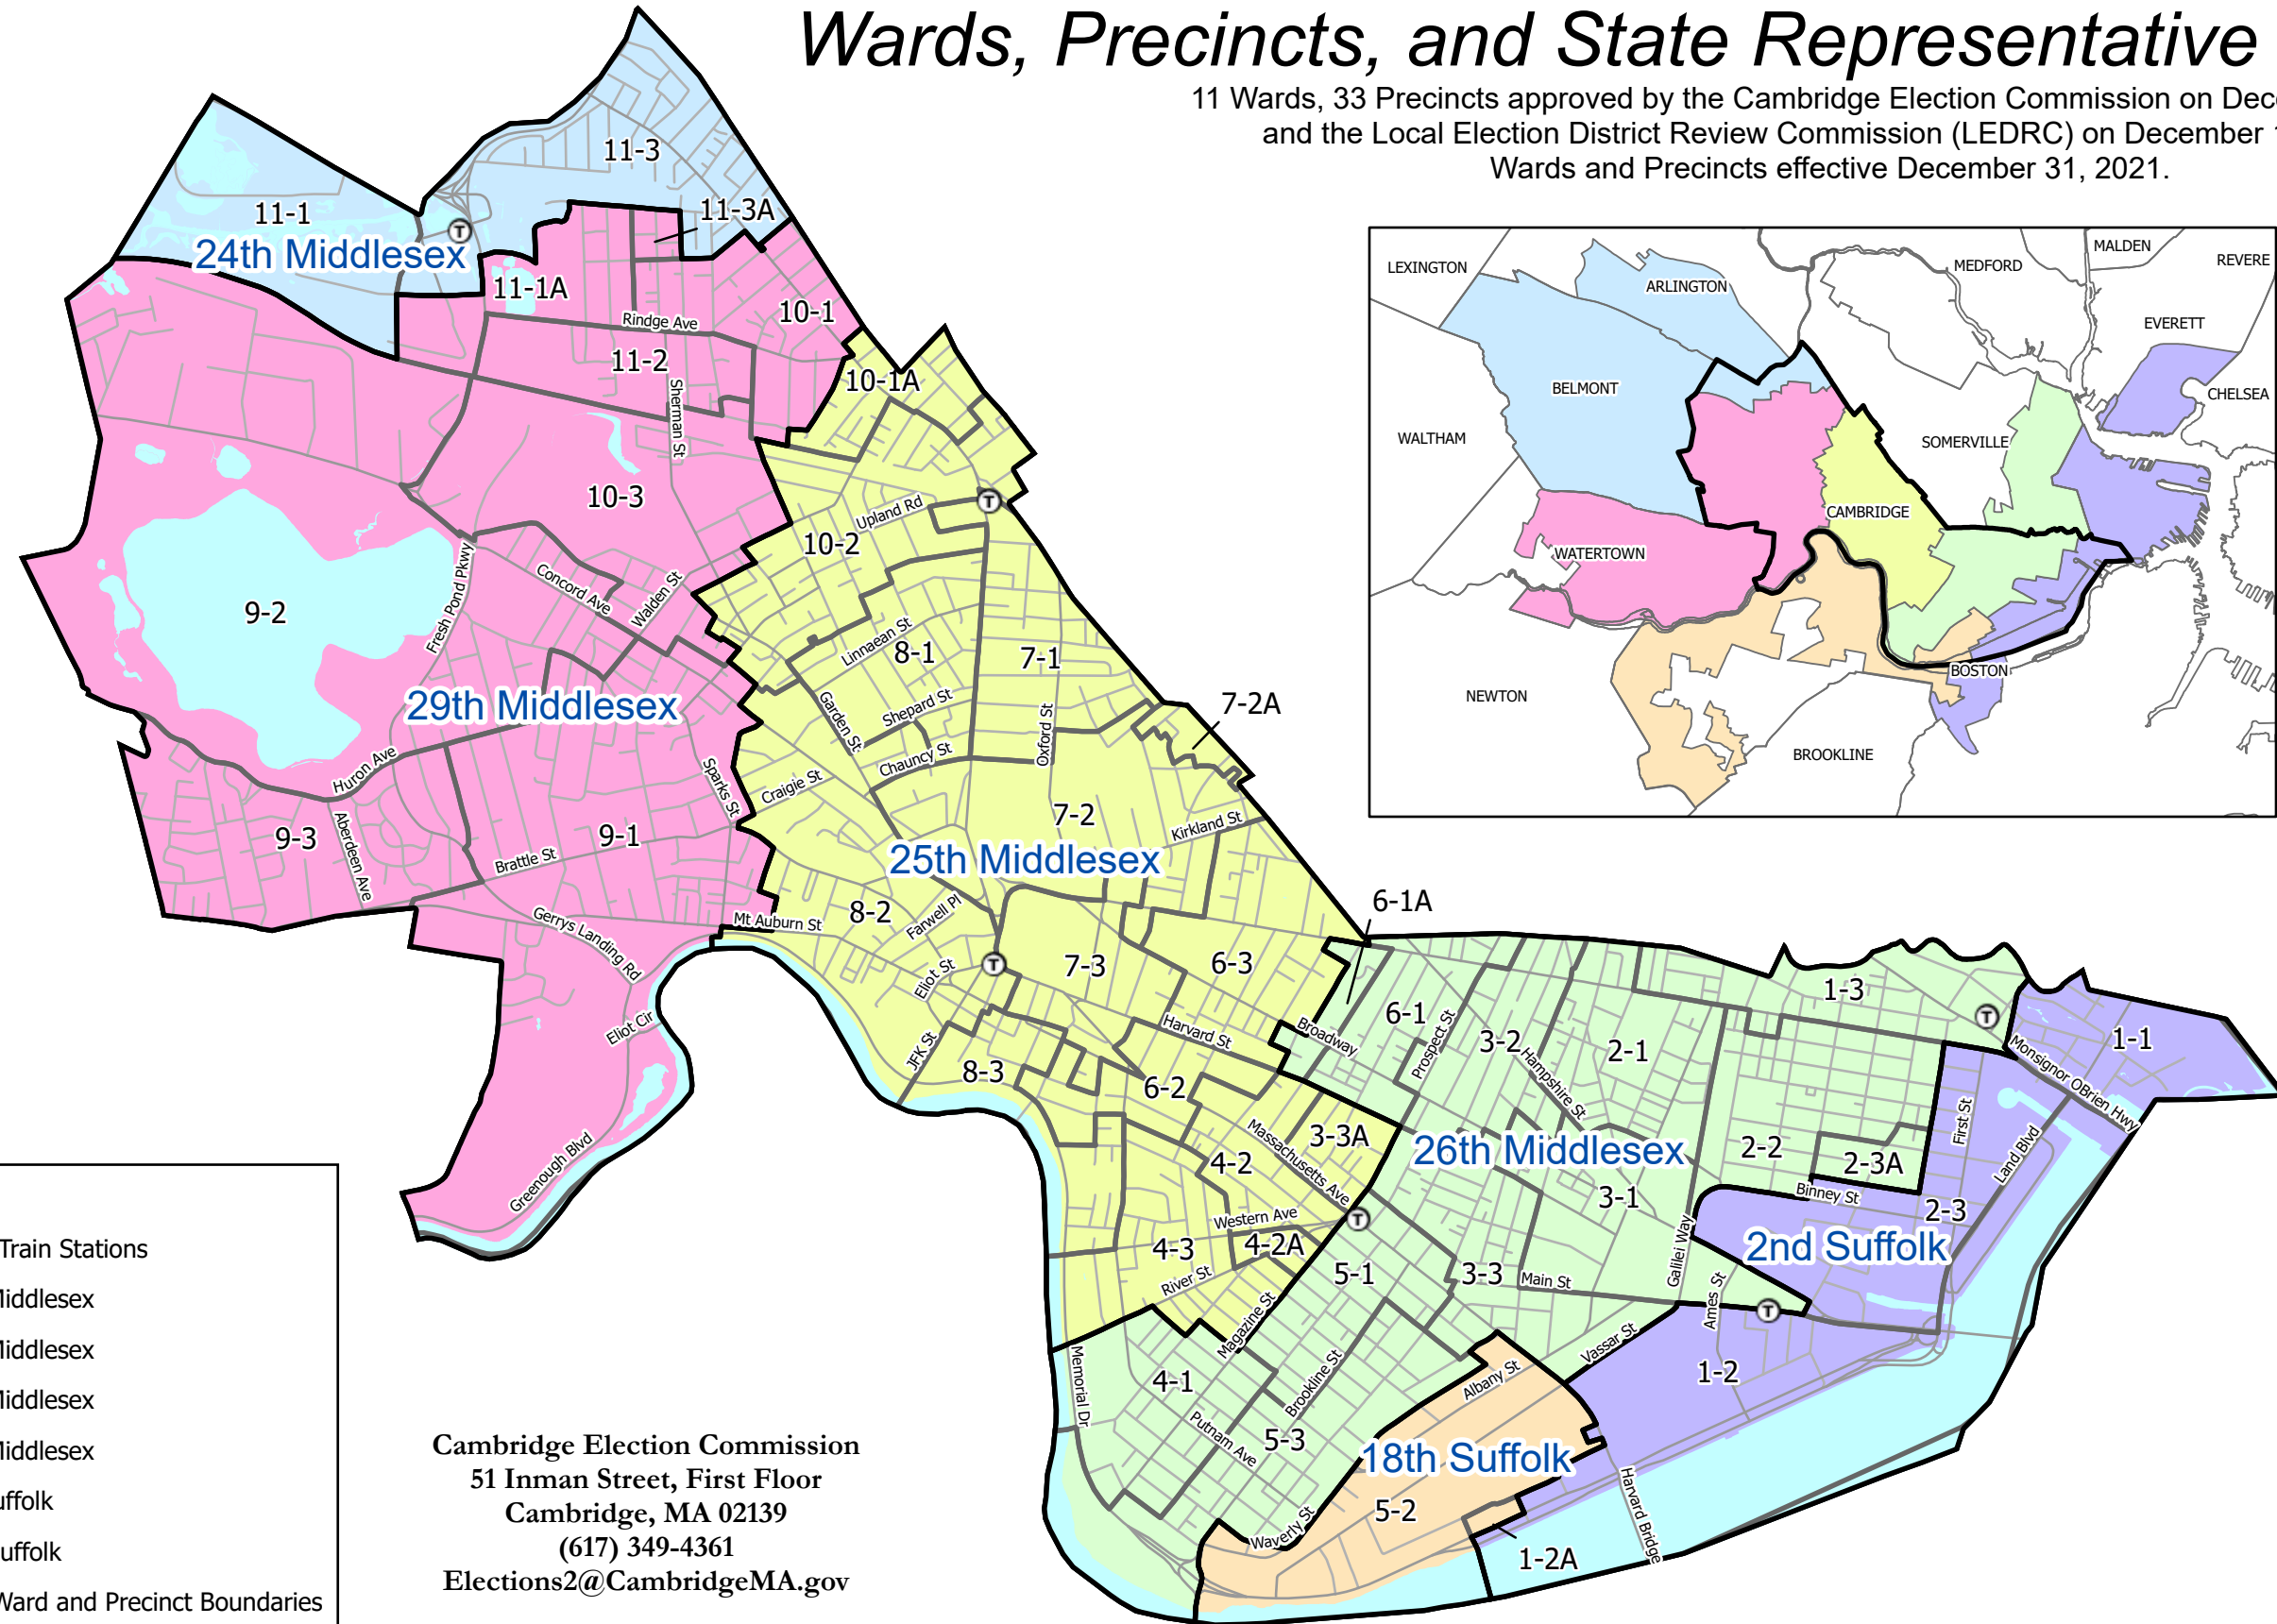 Wards, Precincts, and State Representative
11 Wards, 33 Precincts approved by the Cambridge Election Commission on Dec
and the Local Election District Review Commission (LEDRC) on December
Wards and Precincts effective December 31, 2021.
LEXINGTON
ARLINGTON
MEDFORD
MALDEN
REVERE
EVERETT
BELMONT
CHELSEA
WALTHAM
SOMERVILLE
CAMBRIDGE
WATERTOWN
BOSTON
NEWTON
BROOKLINE
11-3
11-1
11-3A
24th Middlesex
T
11-1A
10-1
Rindge Ave
11-2
10-1A
Sherman St
10-3
Upland Rd
T
10-2
Concord Ave
Walden St
Fresh Pond Pkwy
9-2
Linnaean St
8-1
7-1
29th Middlesex
Garden St
Shepard St
7-2A
Oxford St
Chauncy St
Huron Ave
Sparks St
Craigie St
9-3
Aberdeen Ave
9-1
7-2
Kirkland St
Brattle St
25th Middlesex
8-2
Farwell Pl
Mt Auburn St
6-1A
Gerrys Landing Rd
Eliot St
T
7-3
6-3
Eliot Cir
JFK St
Harvard St
Broadway
6-1
Prospect St
3-2
Hampshire St
2-1
1-3
T
1-1
Monsignor OBrien Hwy
8-3
6-2
Massachusetts Ave
3-3A
26th Middlesex
2-2
2-3A
First St
Land Blvd
Greenough Blvd
4-2
3-1
Binney St
2-3
Western Ave
T
4-3
4-2A
Galilei Way
2nd Suffolk
River St
5-1
3-3
Main St
Ames St
T
Magazine St
Memorial Dr
4-1
Brookline St
Vassar St
Albany St
1-2
Putnam Ave
5-3
18th Suffolk
Harvard Bridge
5-2
Waverly St
1-2A
Train Stations
iddlesex
iddlesex
iddlesex
iddlesex
uffolk
uffolk
Ward and Precinct Boundaries
Cambridge Election Commission
51 Inman Street, First Floor
Cambridge, MA 02139
(617) 349-4361
Elections2@CambridgeMA.gov